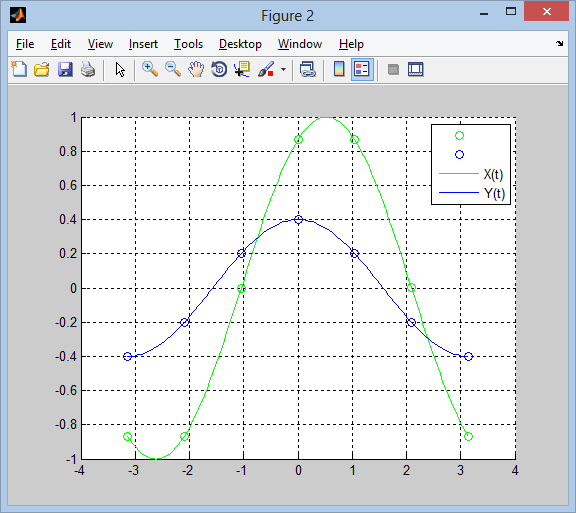 Figure 2
File Edit View Insert Tools Desktop Window Help
1
0.8
0.6
0.4
0.2
0
-0.2
-0.4
-0.6
-0.8
-1
-4 -3 -2 -1 0 1 2 3 4
X(t)
Y(t)